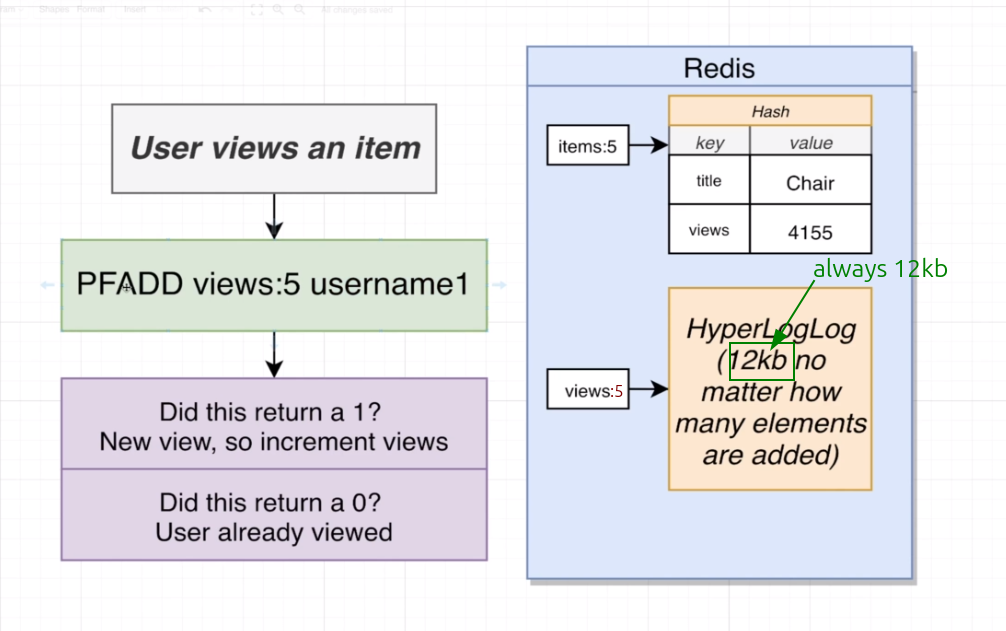 Shapes Format Insert
All changes saved
User views an item
PFADD views:5 username1
Did this return a 1?
New view, so increment views
Did this return a 0?
User already viewed
Redis
Hash
items:5
key value
title Chair
views 4155
always 12kb
HyperLogLog
(12kb no
matter how
many elements
are added)
views:5